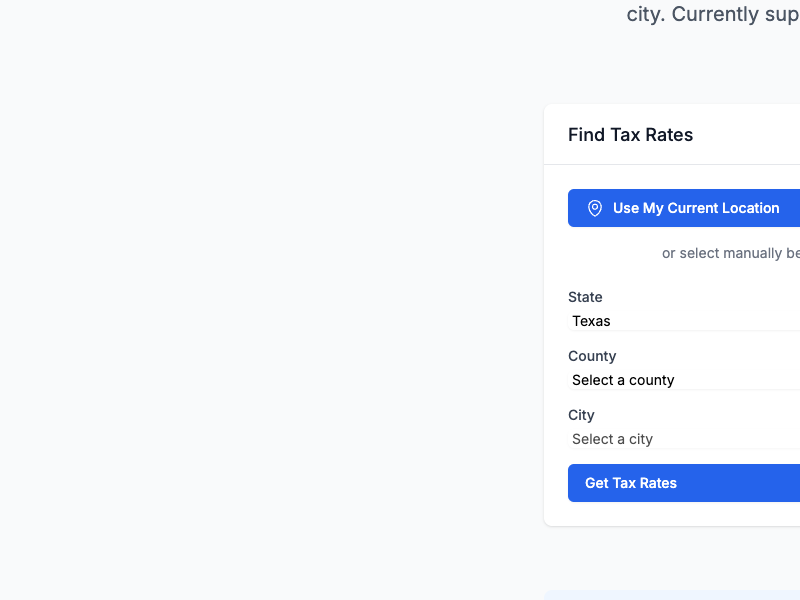 city. Currently sup
Find Tax Rates
Use My Current Location
or select manually be
State
Texas
County
Select a county
City
Select a city
Get Tax Rates